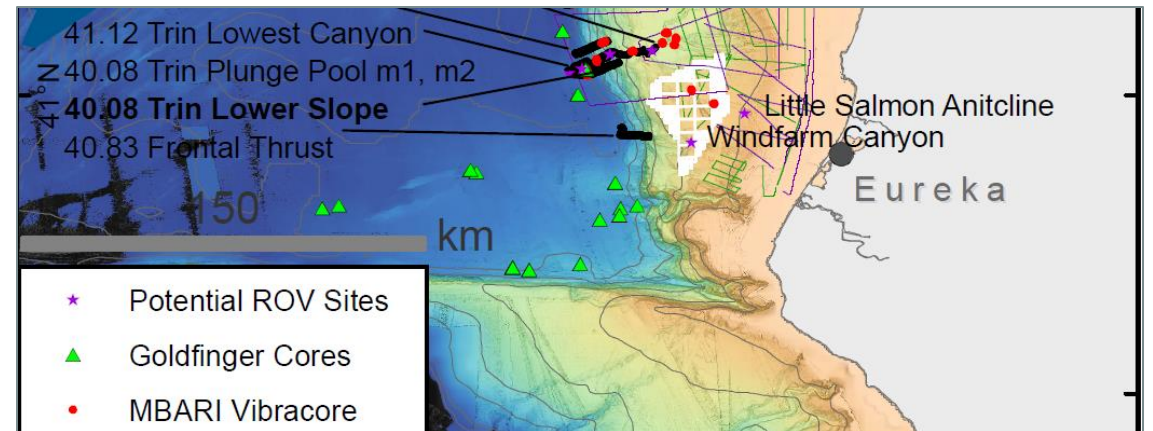 41.12 Trin Lowest Canyon
41°N
40.08 Trin Plunge Pool m1, m2
40.08 Trin Lower Slope
40.83 Frontal Thrust
Little Salmon Anitcline
Windfarm Canyon
Eureka
150
km
Potential ROV Sites
Goldfinger Cores
MBARI Vibracore